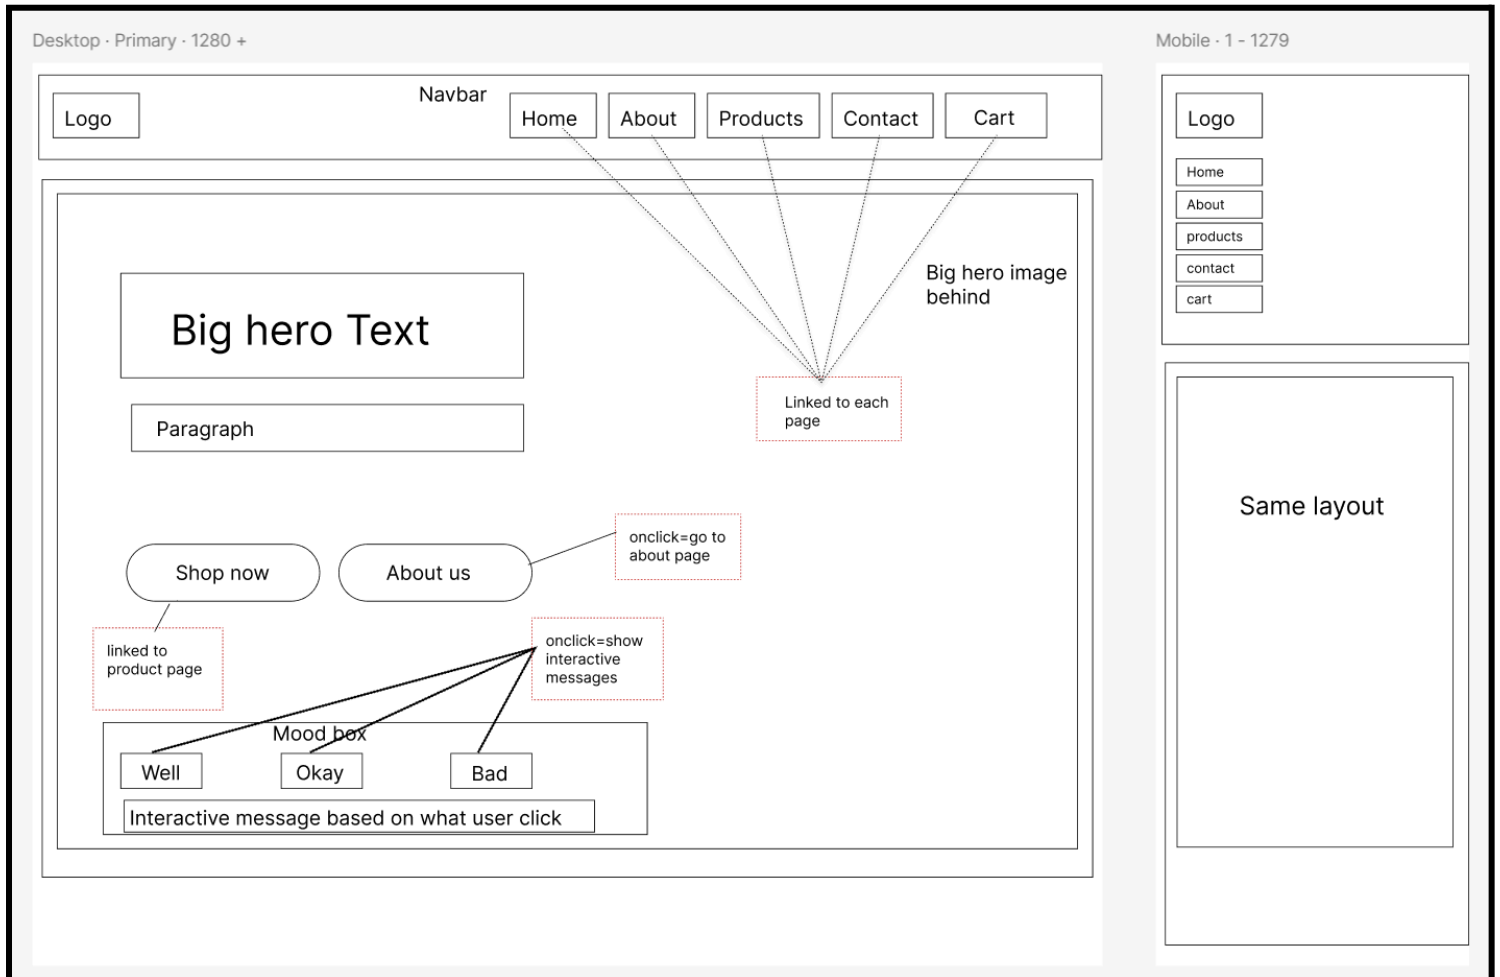 Desktop · Primary · 1280 +
Navbar
Logo
Home
About
Products
Contact
Cart
Big hero image
behind
Big hero Text
Linked to each
page
Paragraph
onclick=go to
about page
Shop now
About us
linked to
product page
onclick=show
interactive
messages
Mood box
Well
Okay
Bad
Interactive message based on what user click
Mobile · 1 - 1279
Logo
Home
About
products
contact
cart
Same layout